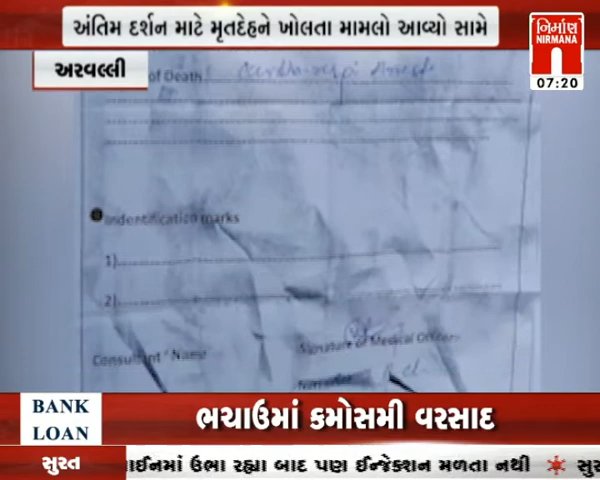 અંતિમ દર્શન માટે મૃતદેહને ખોલતા મામલો આવ્યો સામે
નિર્માણ
NIRMANA
07:20
અરવલ્લી
of Death
Indentification marks
1)
2)
Consultant' Name
Signature of Medical Officer
BANK
LOAN
ભચાઉમાં કમોસમી વરસાદ
સુરત
ાઈનમાં ઉભા રહ્યા બાદ પણ ઈન્જેક્શન મળતા નથી
સુર